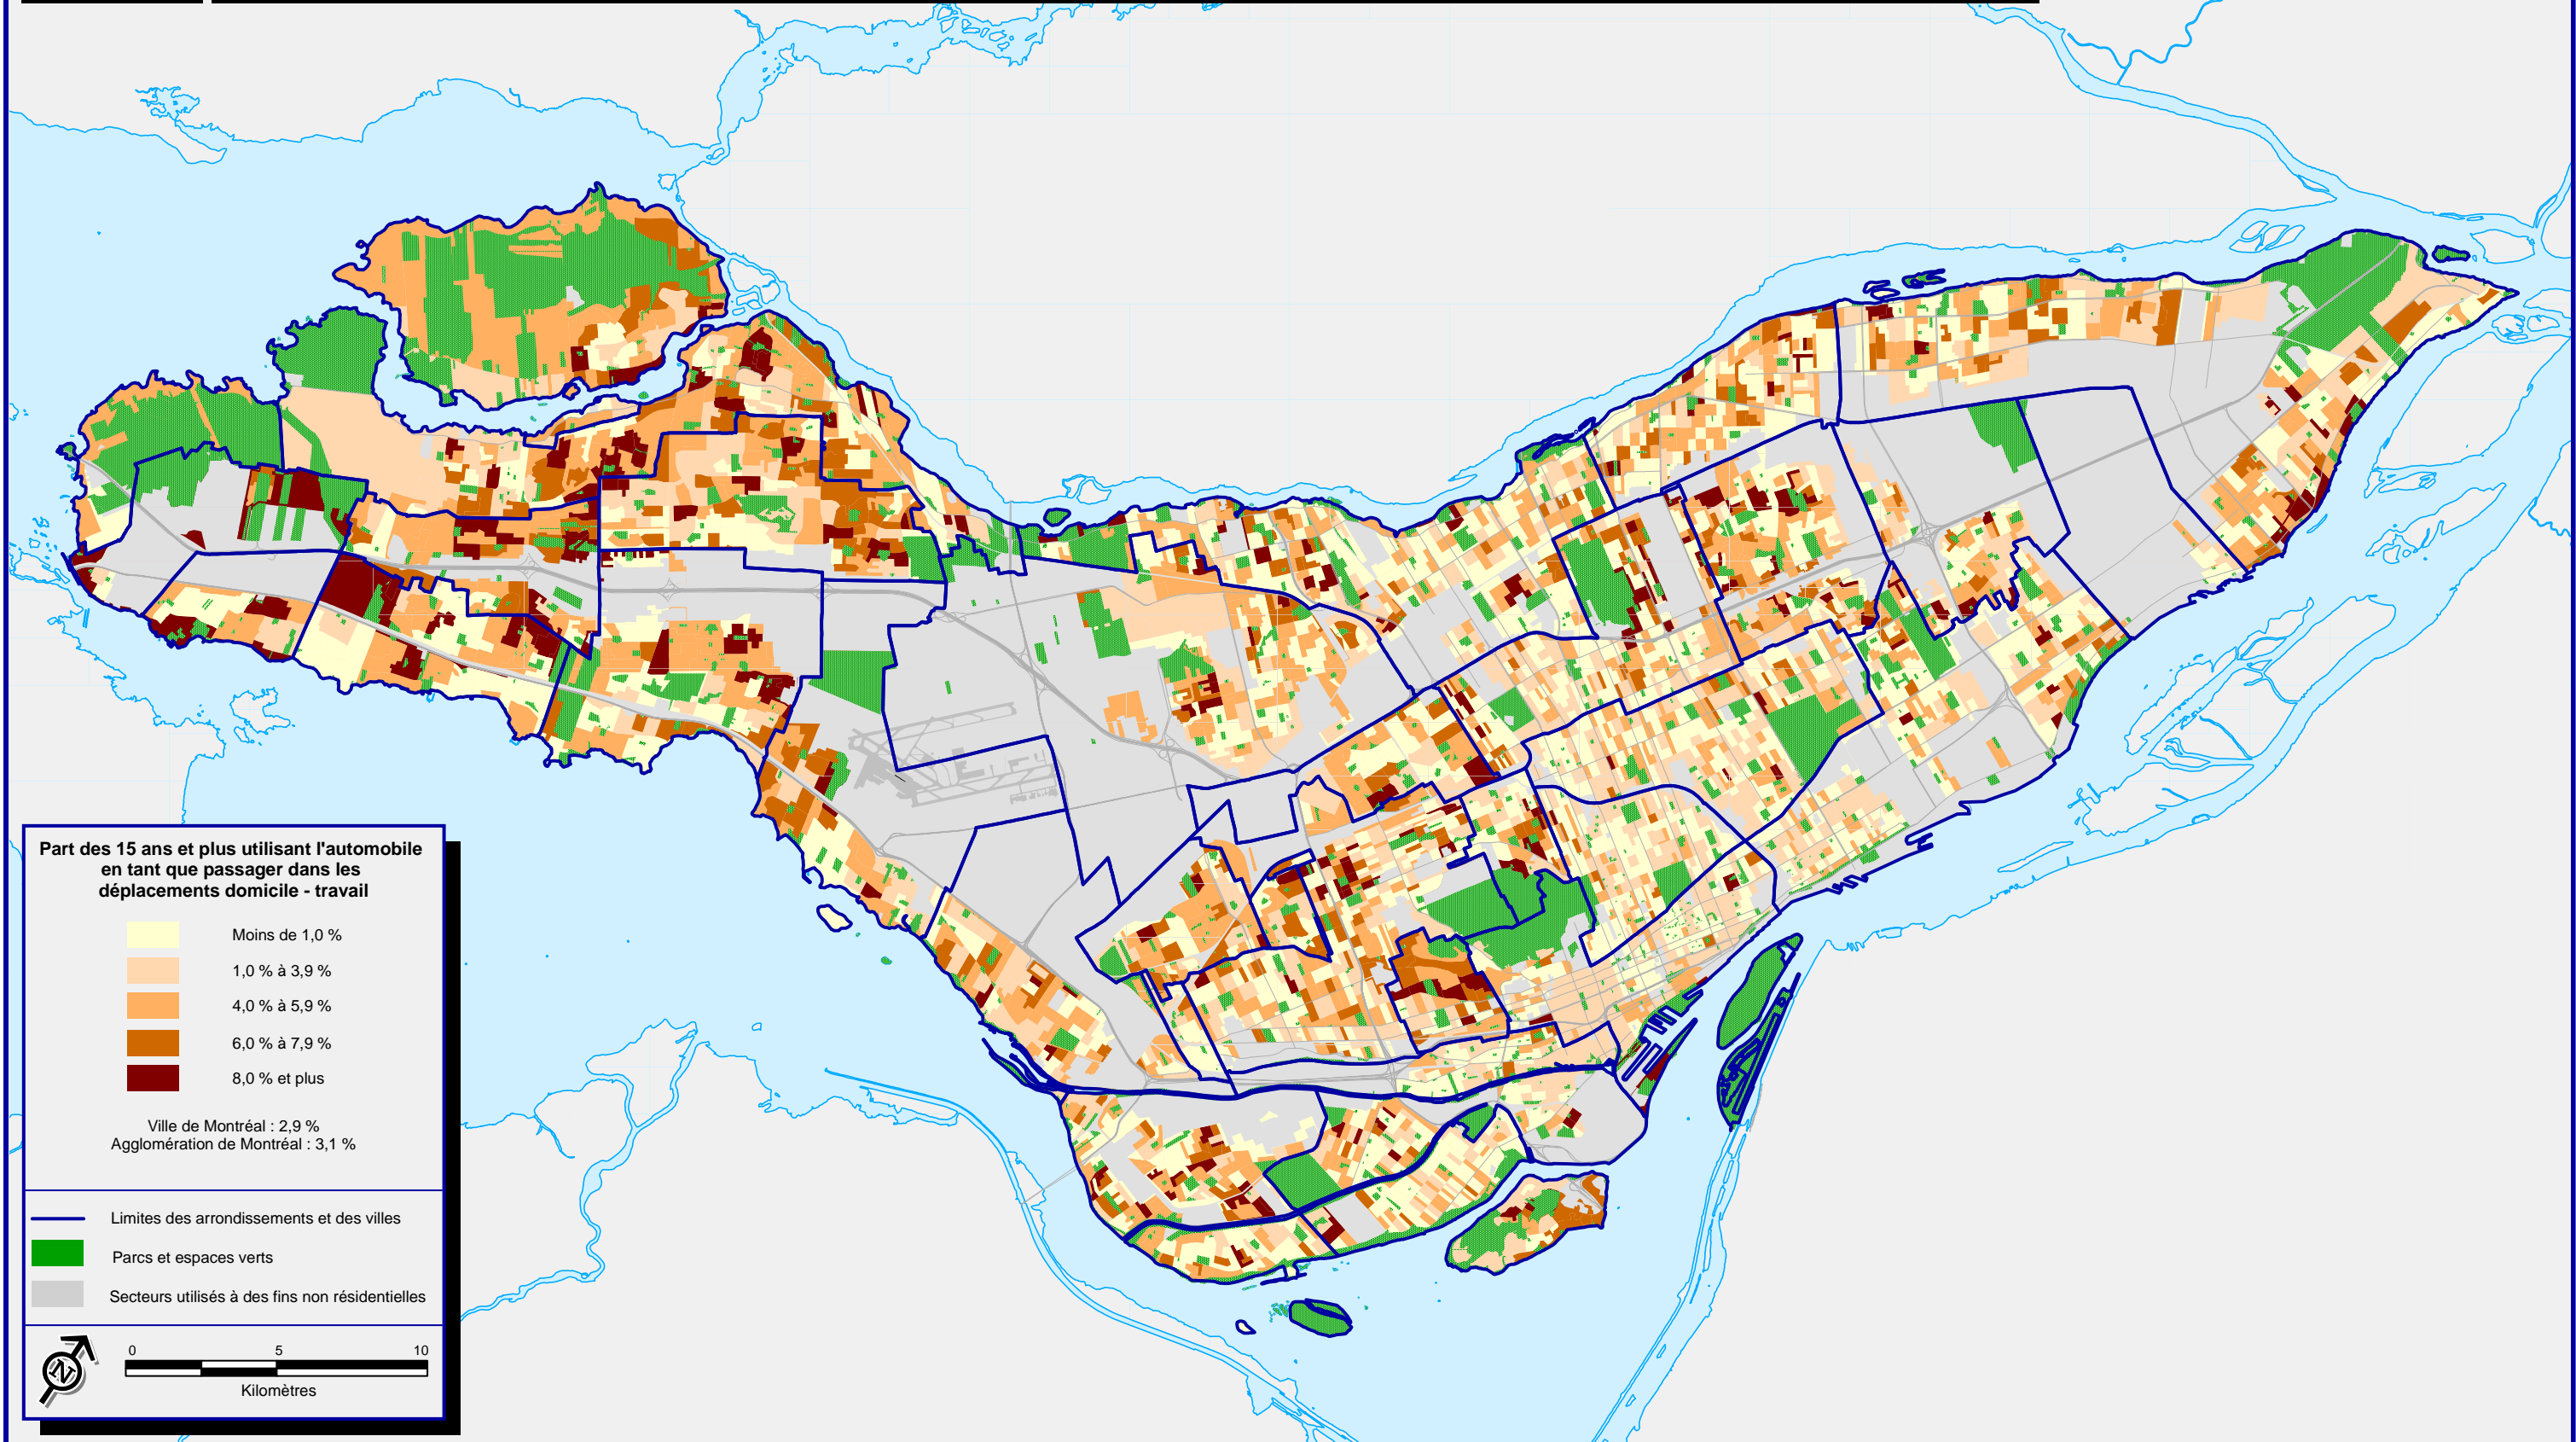 Part des 15 ans et plus utilisant l'automobile
en tant que passager dans les
déplacements domicile - travail
Moins de 1,0 %
1,0 % à 3,9 %
4,0 % à 5,9 %
6,0 % à 7,9 %
8,0 % et plus
Ville de Montréal : 2,9 %
Agglomération de Montréal : 3,1 %
Limites des arrondissements et des villes
Parcs et espaces verts
Secteurs utilisés à des fins non résidentielles
N
0 5 10
Kilomètres